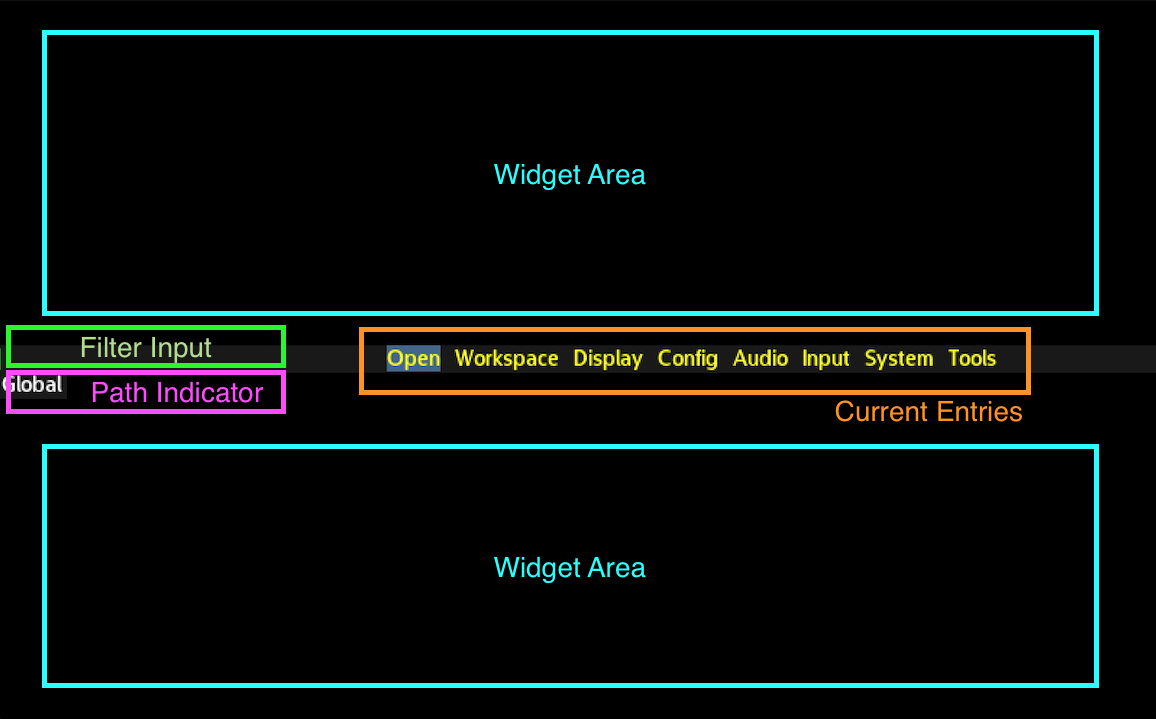 Widget Area
Filter Input
Open Workspace Display Config Audio Input System Tools
Global
Path Indicator
Current Entries
Widget Area